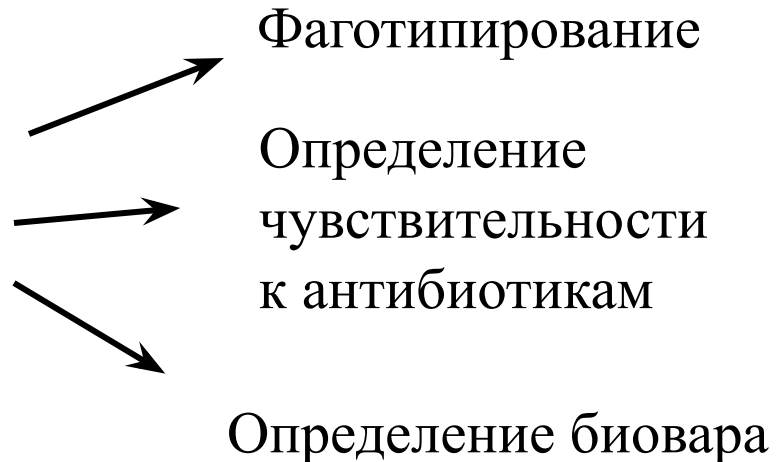 Фаготипирование
Определение
чувствительности
к антибиотикам
Определение биовара